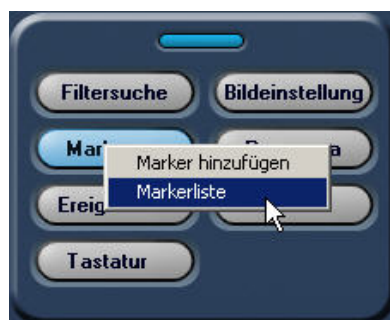 Filtersuche
Bildeinstellung
Marker hinzufügen
Markerliste
Tastatur